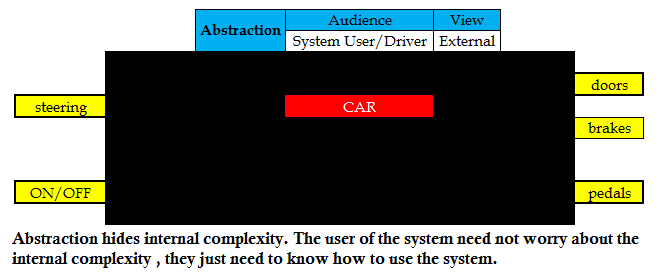 Abstraction
Audience
View
System User/Driver
External
doors
steering
CAR
brakes
ON/OFF
pedals
Abstraction hides internal complexity. The user of the system need not worry about the
internal complexity , they just need to know how to use the system.